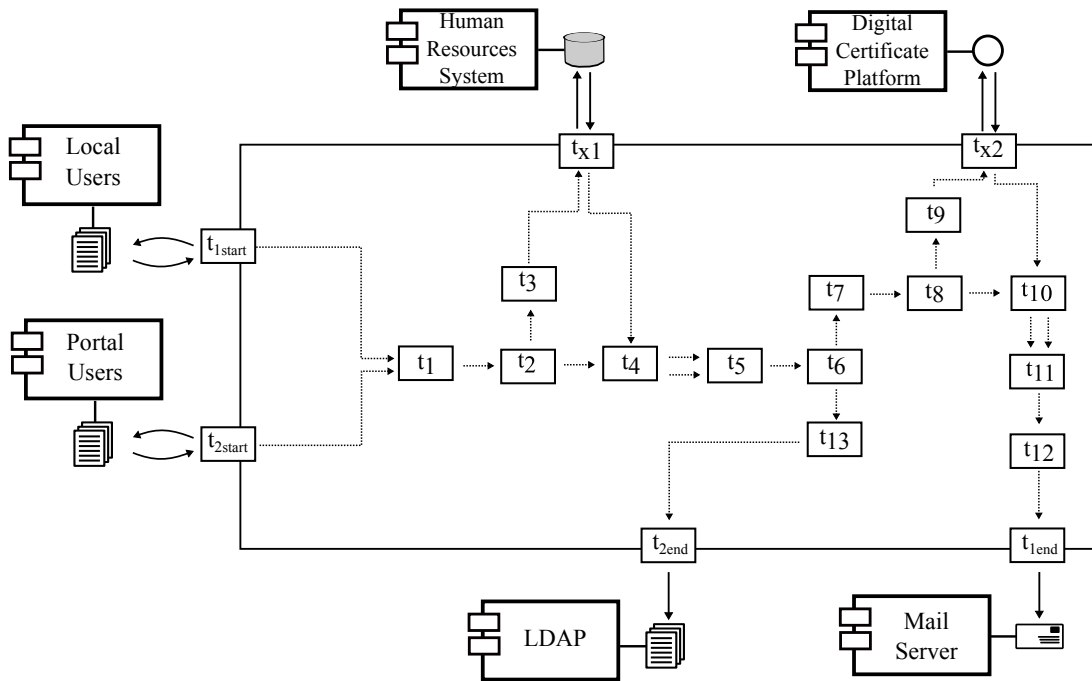 Human
Resources
System
Digital
Certificate
Platform
Local
Users
tx1
tx2
t9
t1start
t3
t7
t8
t10
Portal
Users
t1
t2
t4
t5
t6
t11
t2start
t13
t12
t2end
t1end
LDAP
Mail
Server